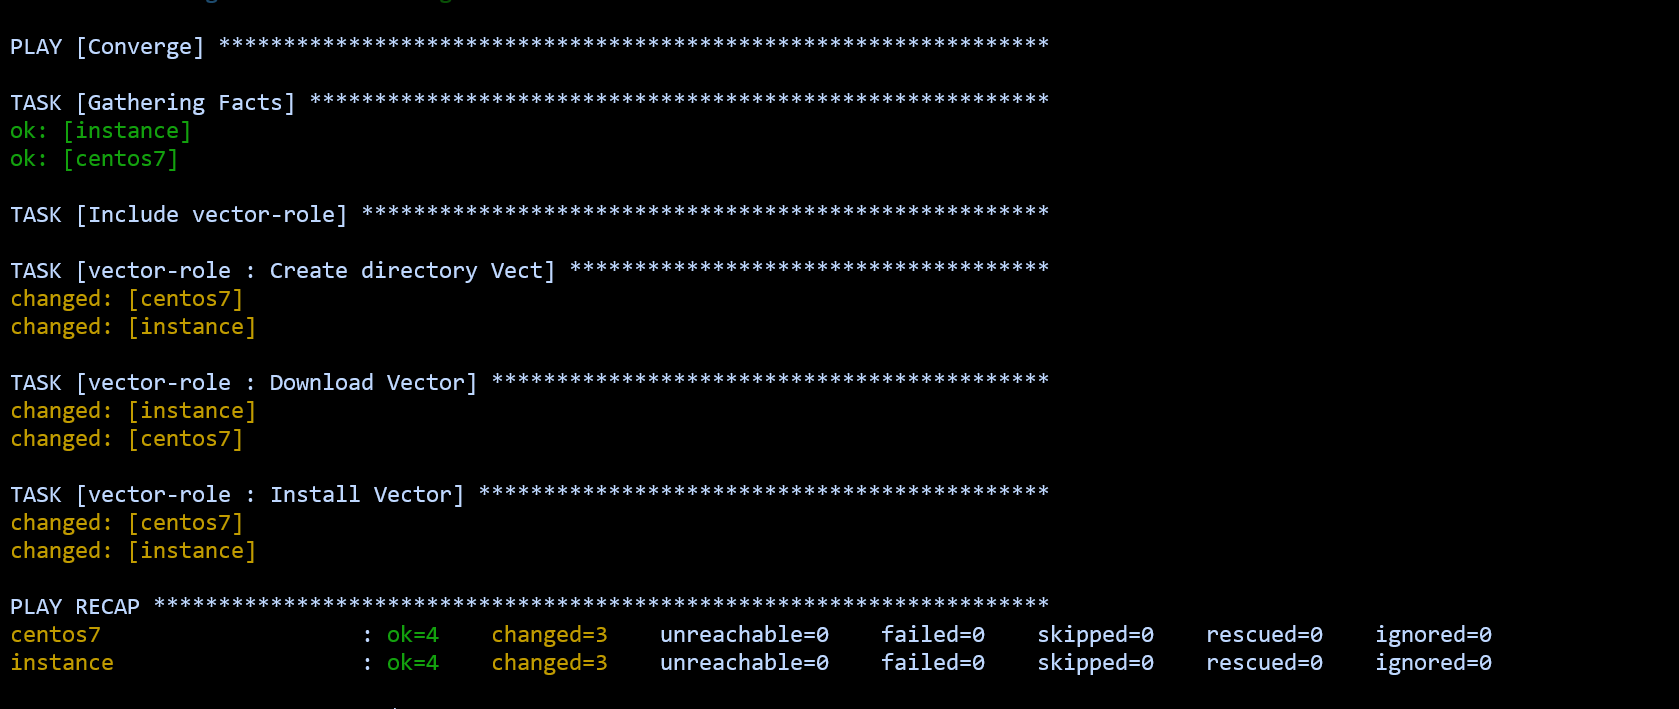 PLAY [Converge] ****************************************************************
TASK [Gathering Facts] *********************************************************
ok: [instance]
ok: [centos7]
TASK [Include vector-role] *****************************************************
TASK [vector-role : Create directory Vect] *************************************
changed: [centos7]
changed: [instance]
TASK [vector-role : Download Vector] *******************************************
changed: [instance]
changed: [centos7]
TASK [vector-role : Install Vector] ********************************************
changed: [centos7]
changed: [instance]
PLAY RECAP *********************************************************************
centos7                    : ok=4    changed=3    unreachable=0    failed=0    skipped=0    rescued=0    ignored=0
instance                   : ok=4    changed=3    unreachable=0    failed=0    skipped=0    rescued=0    ignored=0